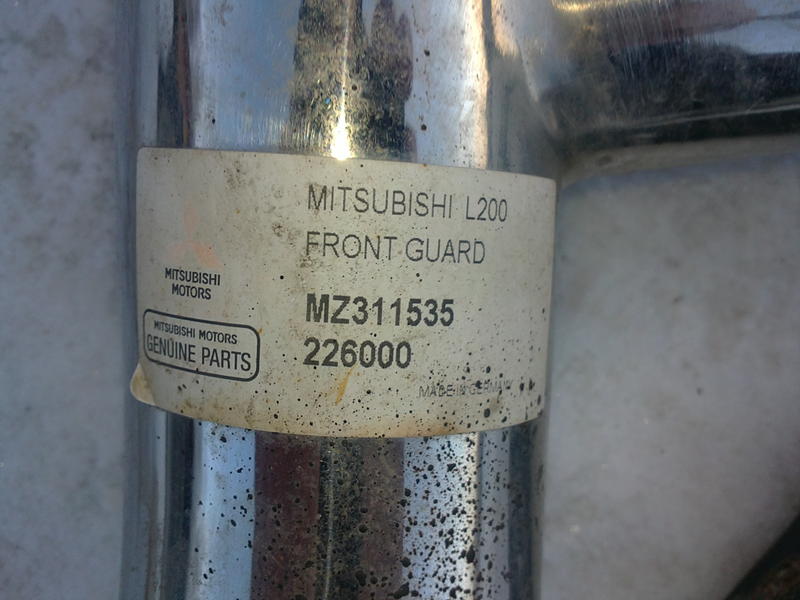 MITSUBISHI L200
FRONT GUARD
MZ311535
226000
MADE IN GERMANY
MITSUBISHI
MOTORS
MITSUBISHI MOTORS
GENUINE PARTS